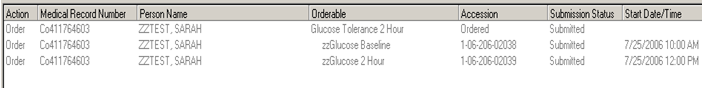 Action Medical Record Number Person Name Orderable Accession Submission Status Start Date/Time
Order Co411764603 ZZTEST, SARAH Glucose Tolerance 2 Hour Ordered Submitted
Order Co411764603 ZZTEST, SARAH zzGlucose Baseline 1-06-206-02038 Submitted 7/25/2006 10:00 AM
Order Co411764603 ZZTEST, SARAH zzGlucose 2 Hour 1-06-206-02039 Submitted 7/25/2006 12:00 PM